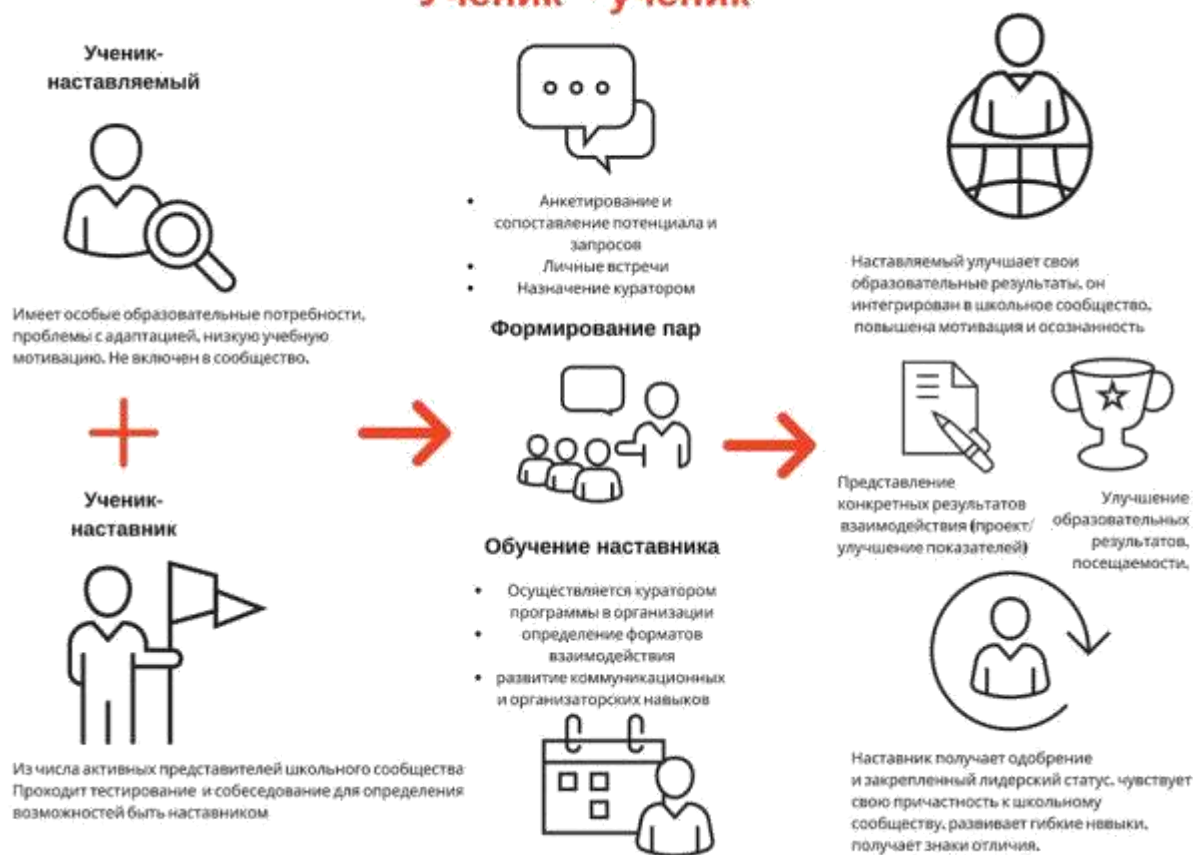 Ученик – ученик
Ученик-
наставляемый
Имеет особые образовательные потребности,
проблемы с адаптацией, низкую учебную
мотивацию. Не включен в сообщество.
Ученик-
наставник
Из числа активных представителей школьного сообщества
Проходит тестирование и собеседование для определения
возможностей быть наставником
• Анкетирование и
сопоставление потенциала и
запросов
• Личные встречи
• Назначение куратором
Формирование пар
Обучение наставника
• Осуществляется куратором
программы в организации
• определение форматов
взаимодействия
• развитие коммуникационных
и организаторских навыков
Наставляемый улучшает свои
образовательные результаты, он
интегрирован в школьное сообщество,
повышена мотивация и осознанность
Представление
конкретных результатов
взаимодействия (проект/
улучшение показателей)
Улучшение
образовательных
результатов,
посещаемости.
Наставник получает одобрение
и закрепленный лидерский статус, чувствует
свою причастность к школьному
сообществу, развивает гибкие неввыки,
получает знаки отличия.